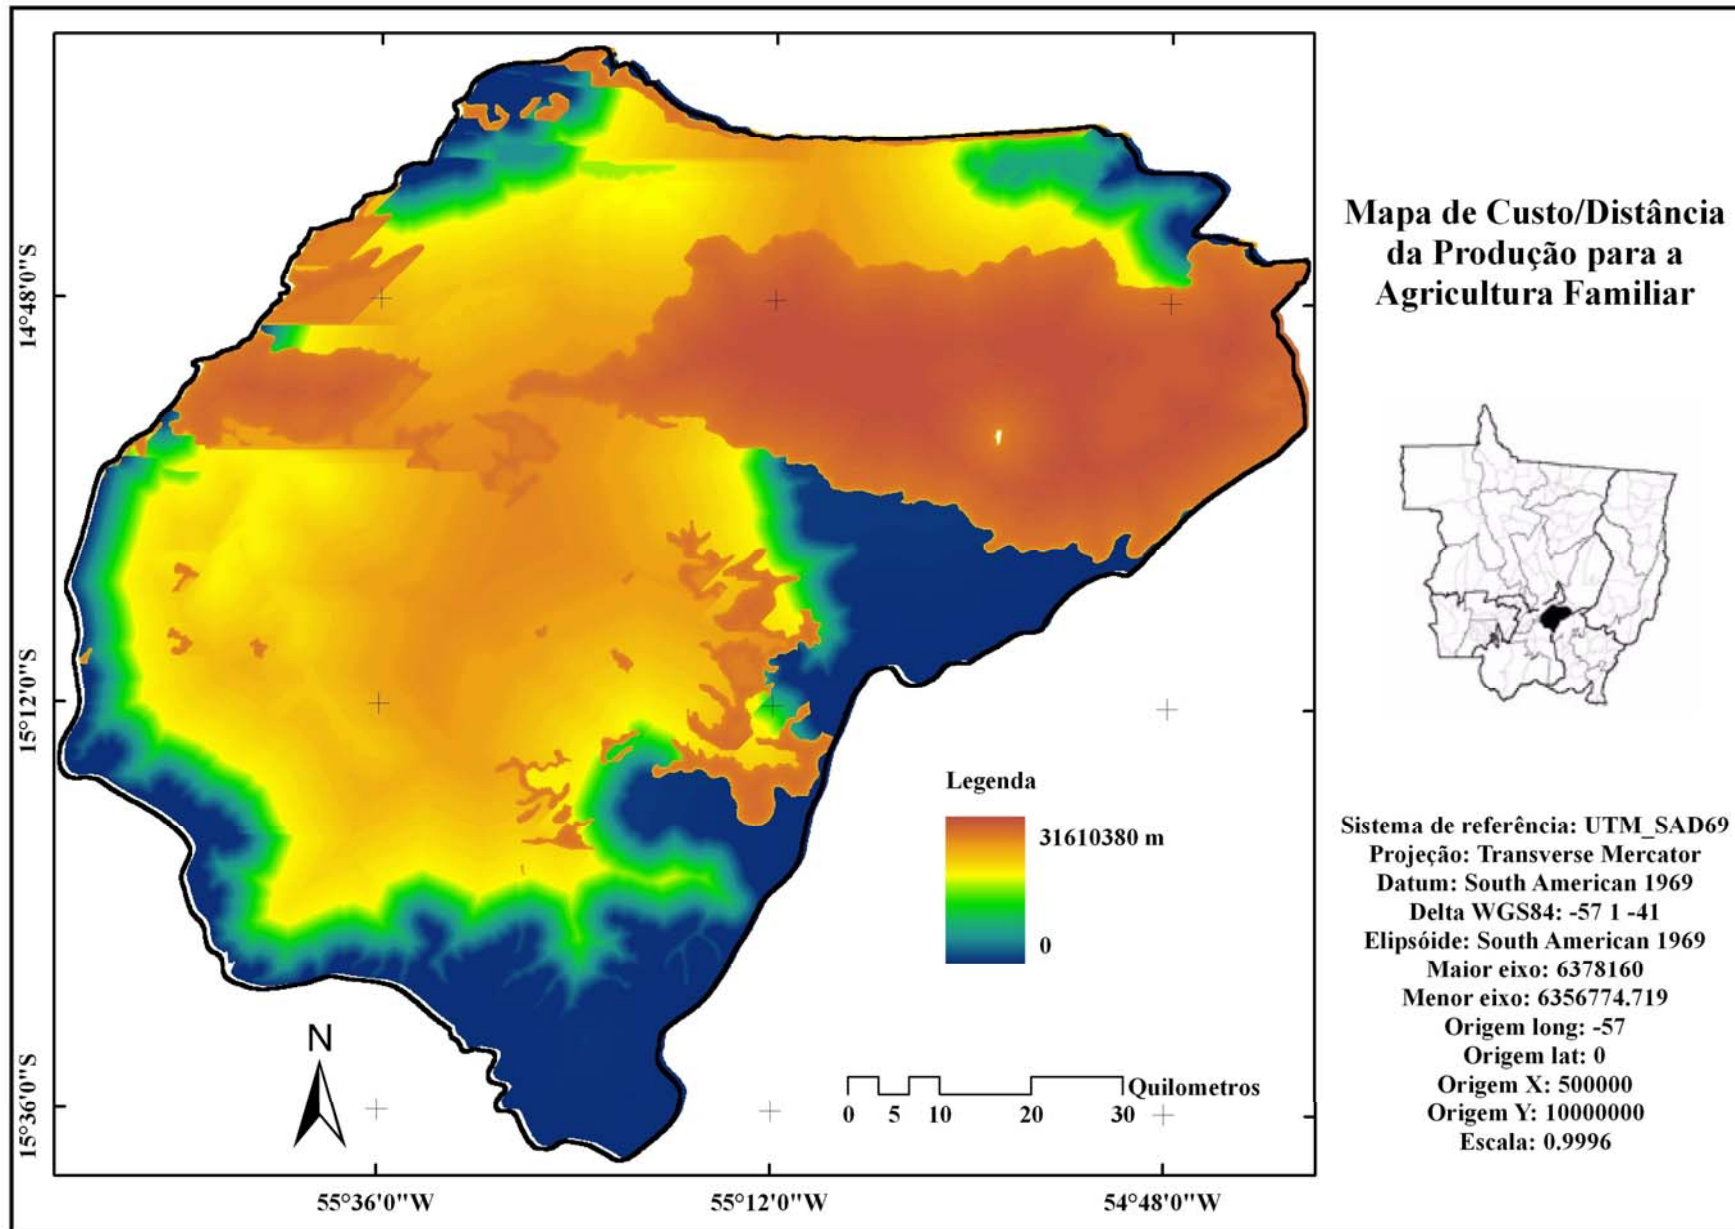 Mapa de Custo/Distância
da Produção para a
Agricultura Familiar
14°48'0"S
15°12'0"S
15°36'0"S
55°36'0"W
55°12'0"W
54°48'0"W
N
Legenda
31610380 m
0
Quilometros
0 5 10 20 30
Sistema de referência: UTM_SAD69
Projeção: Transverse Mercator
Datum: South American 1969
Delta WGS84: -57 1 -41
Elipsóide: South American 1969
Maior eixo: 6378160
Menor eixo: 6356774.719
Origem long: -57
Origem lat: 0
Origem X: 500000
Origem Y: 10000000
Escala: 0.9996